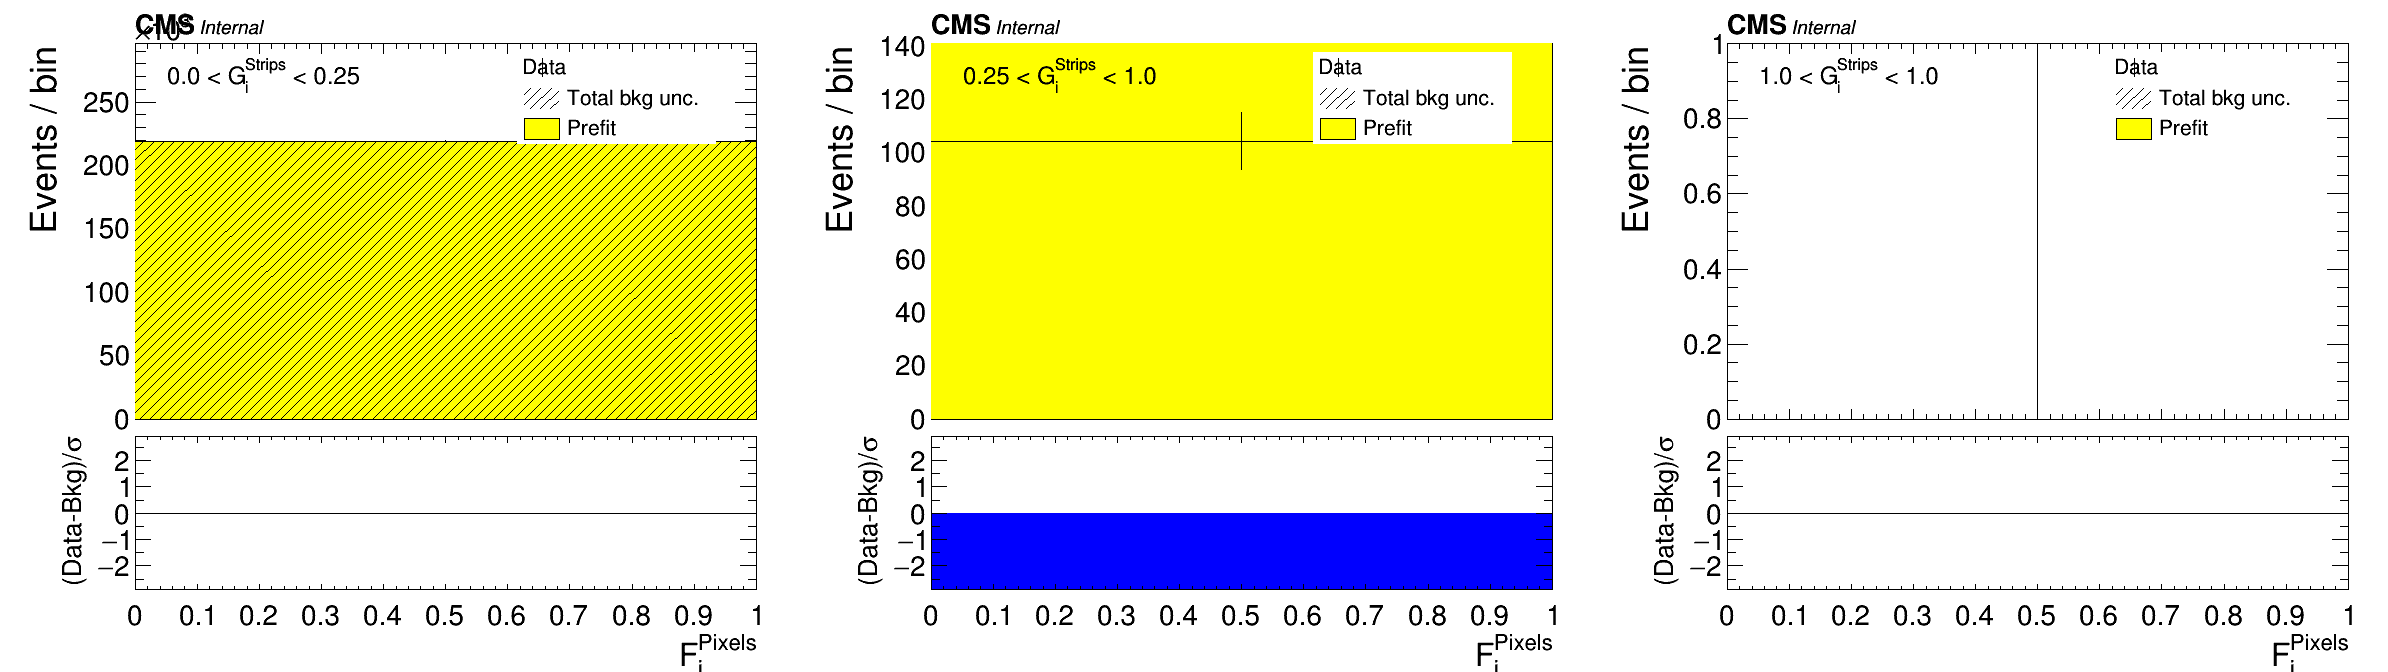 CMS Internal
×10³
Events / bin
0.0 < G_i^Strips < 0.25
Data
Total bkg unc.
Prefit
250
200
150
100
50
0
(Data-Bkg)/σ
2
1
0
−1
−2
0 0.1 0.2 0.3 0.4 0.5 0.6 0.7 0.8 0.9 1
F_i^Pixels
CMS Internal
Events / bin
0.25 < G_i^Strips < 1.0
Data
Total bkg unc.
Prefit
140
120
100
80
60
40
20
0
(Data-Bkg)/σ
2
1
0
−1
−2
0 0.1 0.2 0.3 0.4 0.5 0.6 0.7 0.8 0.9 1
F_i^Pixels
CMS Internal
Events / bin
1.0 < G_i^Strips < 1.0
Data
Total bkg unc.
Prefit
1
0.8
0.6
0.4
0.2
0
(Data-Bkg)/σ
2
1
0
−1
−2
0 0.1 0.2 0.3 0.4 0.5 0.6 0.7 0.8 0.9 1
F_i^Pixels